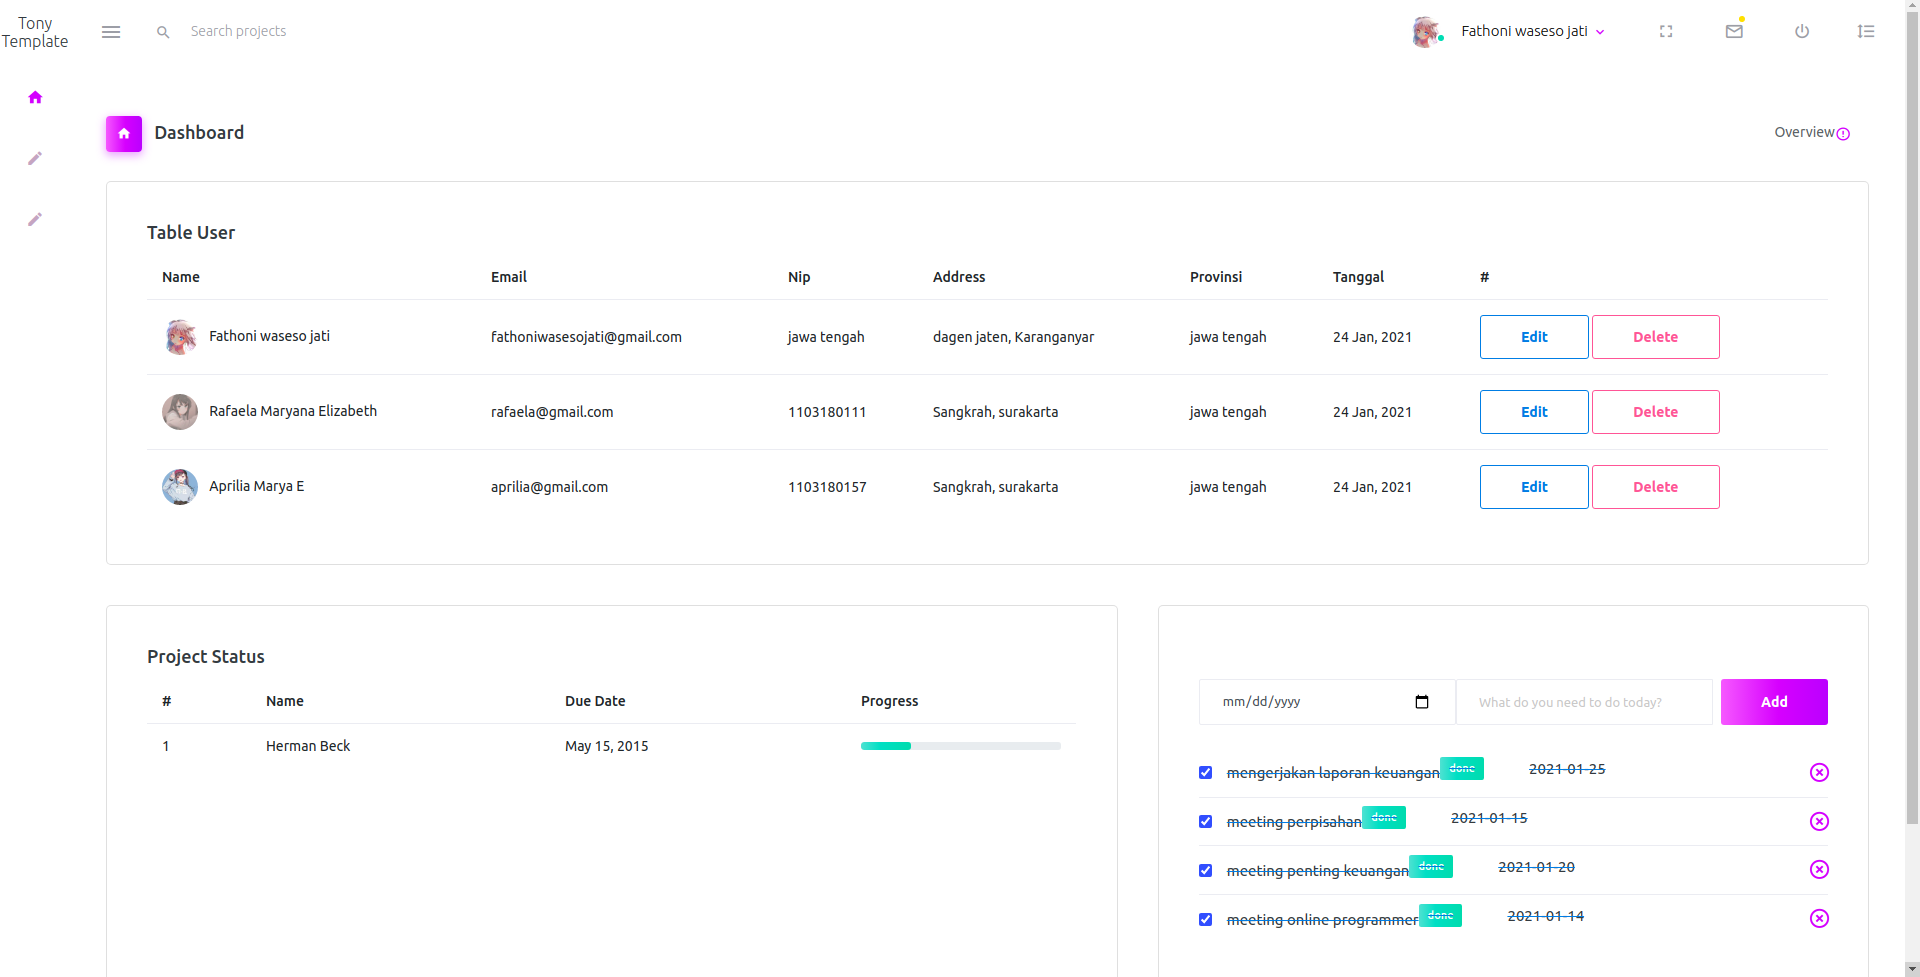 Tony
Template
Search projects
Fathoni waseso jati
Dashboard
Overview
Table User
Name Email Nip Address Provinsi Tanggal #
Fathoni waseso jati fathoniwasesojati@gmail.com jawa tengah dagen jaten, Karanganyar jawa tengah 24 Jan, 2021 Edit Delete
Rafaela Maryana Elizabeth rafaela@gmail.com 1103180111 Sangkrah, surakarta jawa tengah 24 Jan, 2021 Edit Delete
Aprilia Marya E aprilia@gmail.com 1103180157 Sangkrah, surakarta jawa tengah 24 Jan, 2021 Edit Delete
Project Status
# Name Due Date Progress
1 Herman Beck May 15, 2015
mm/dd/yyyy What do you need to do today? Add
mengerjakan laporan keuangan done 2021-01-25
meeting perpisahan done 2021-01-15
meeting penting keuangan done 2021-01-20
meeting online programmer done 2021-01-14